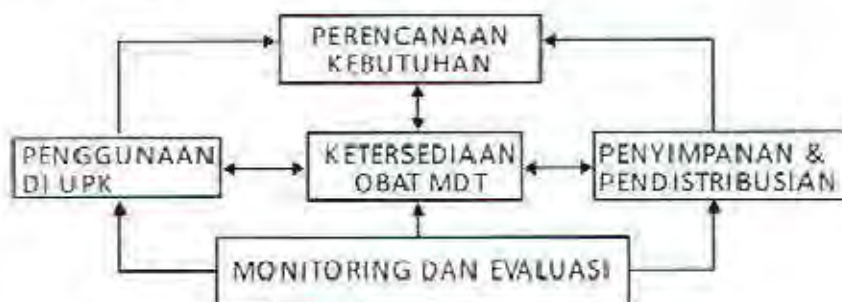 PERENCANAAN
KEBUTUHAN
PENGGUNAAN
DI UPK
KETERSEDIAAN
OBAT MDT
PENYIMPANAN &
PENDISTRIBUSIAN
MONITORING DAN EVALUASI